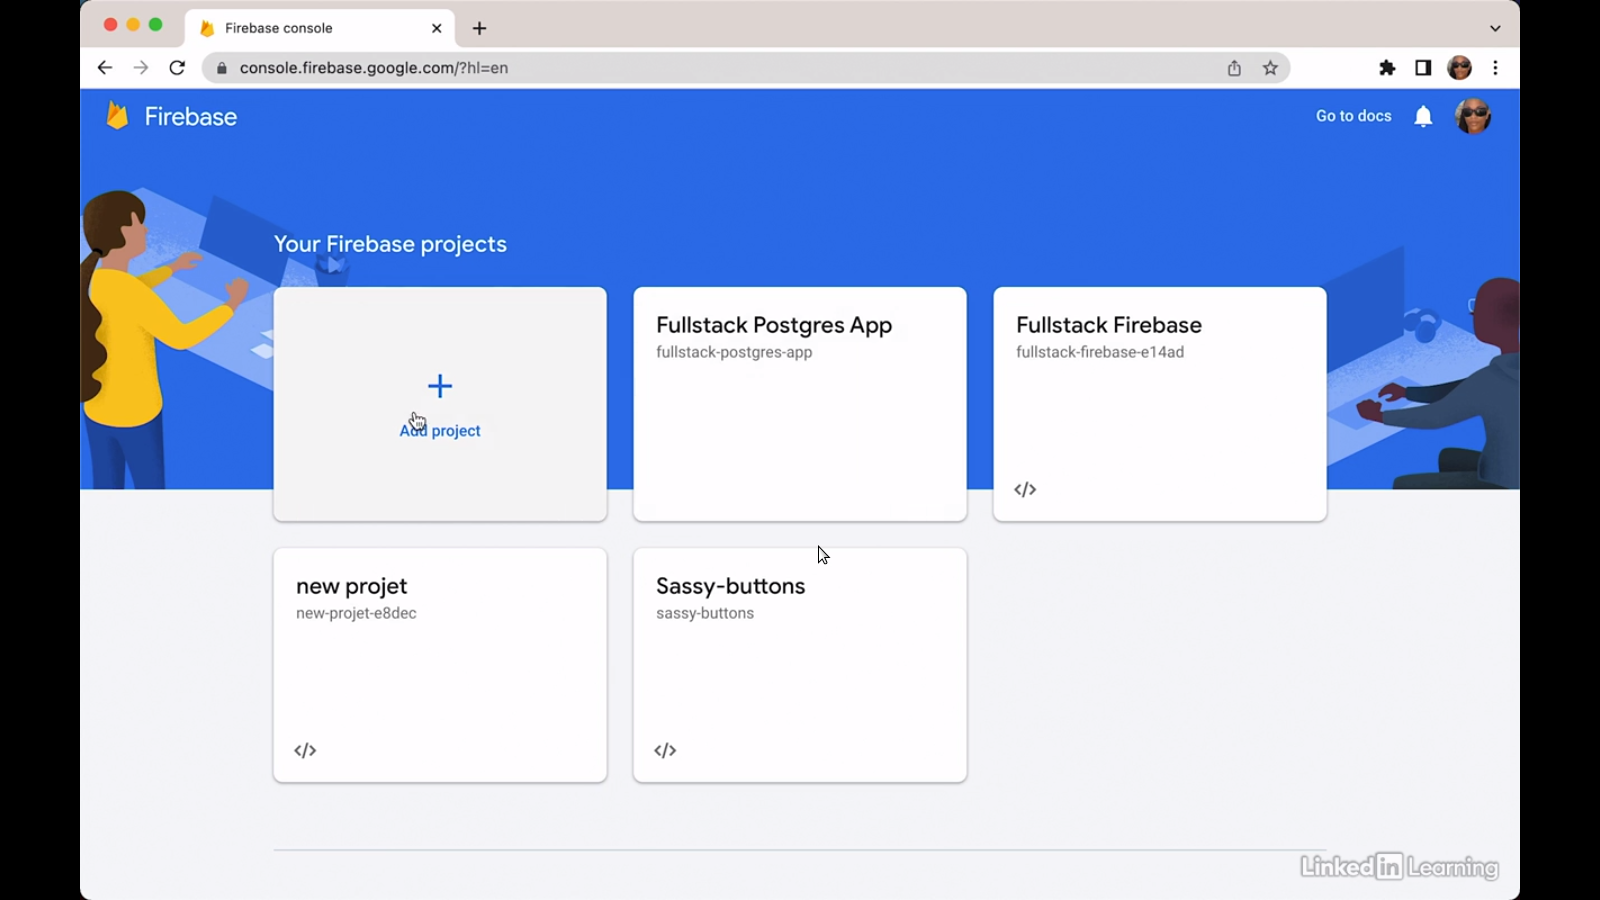 Firebase console
console.firebase.google.com/?hl=en
Firebase
Go to docs
Your Firebase projects
Add project
Fullstack Postgres App
fullstack-postgres-app
Fullstack Firebase
fullstack-firebase-e14ad
</>
new projet
new-projet-e8dec
</>
Sassy-buttons
sassy-buttons
</>
LinkedIn Learning